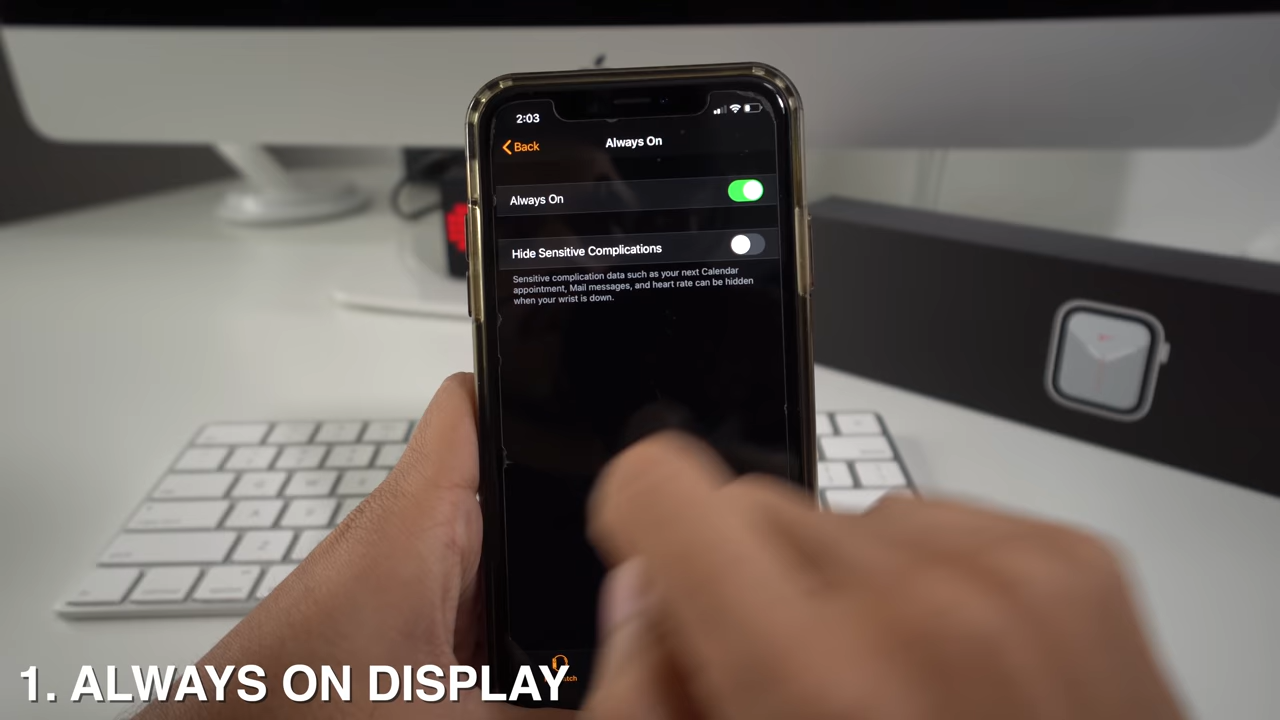 2:03
Back
Always On
Always On
Hide Sensitive Complications
Sensitive complication data such as your next Calendar
appointment, Mail messages, and heart rate can be hidden
when your wrist is down.
1. ALWAYS ON DISPLAY